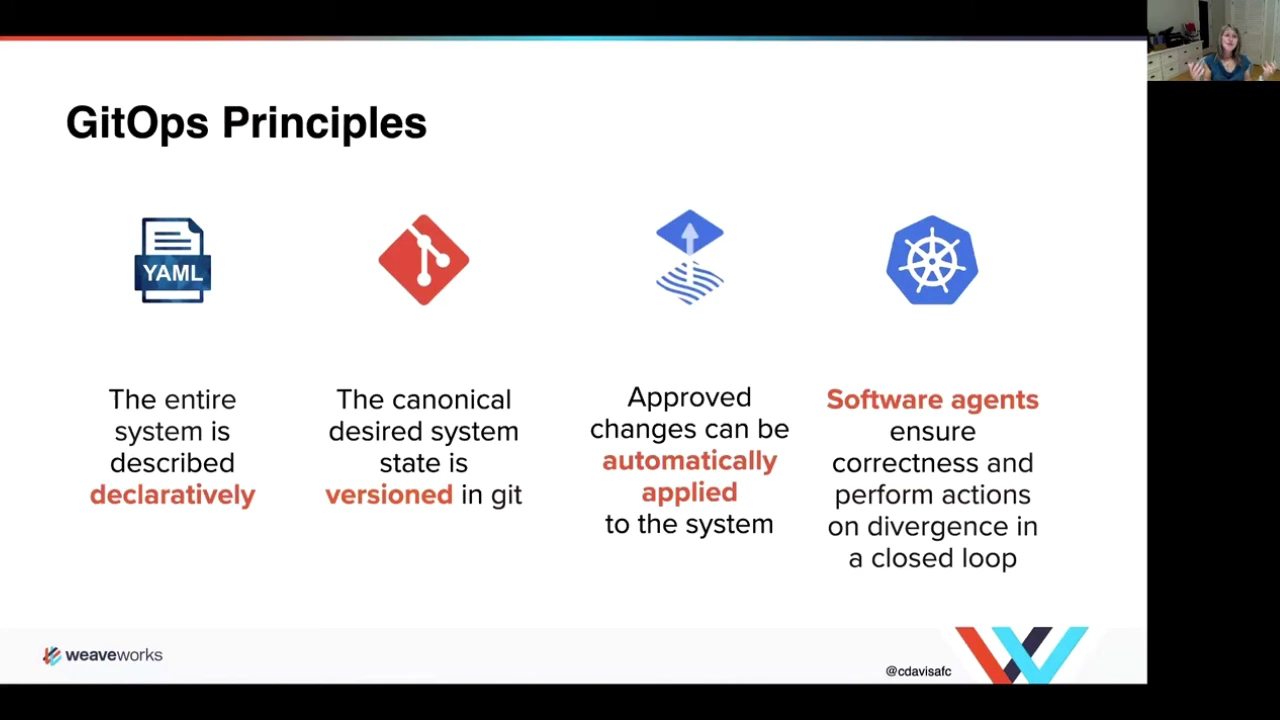 GitOps Principles
YAML
The entire
system is
described
declaratively
The canonical
desired system
state is
versioned in git
Approved
changes can be
automatically
applied
to the system
Software agents
ensure
correctness and
perform actions
on divergence in
a closed loop
weaveworks
@cdavisafc